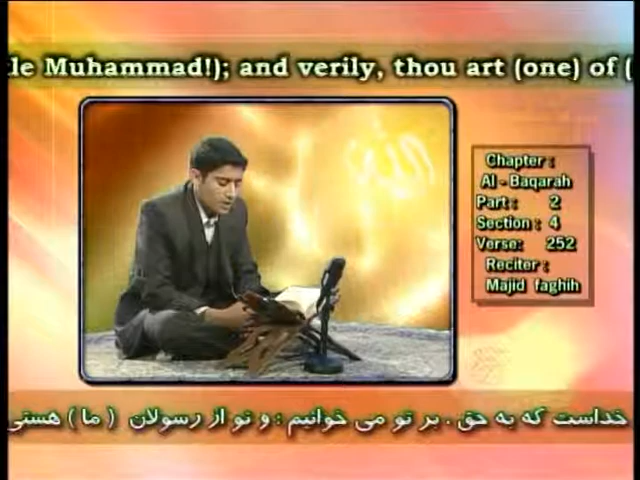 Muhammad!); and verily, thou art (one) of (
الله
Chapter :
Al - Baqarah
Part : 2
Section : 4
Verse: 252
Reciter :
Majid faghih
خداست که به حق ، بر تو می خوانیم ؛ و تو از رسولان ( ما ) هستی